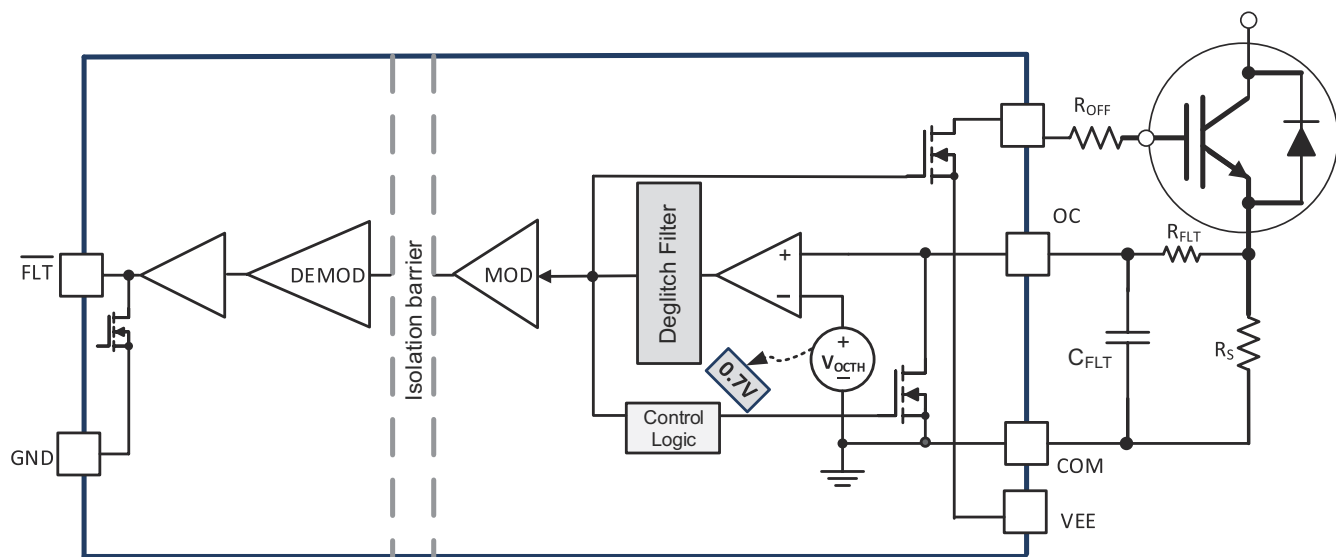 R_OFF
OC
R_FLT
FLT
DEMOD
Isolation barrier
MOD
Deglitch Filter
+
−
+
V_OCTH
−
0.7V
C_FLT
R_S
Control
Logic
GND
COM
VEE